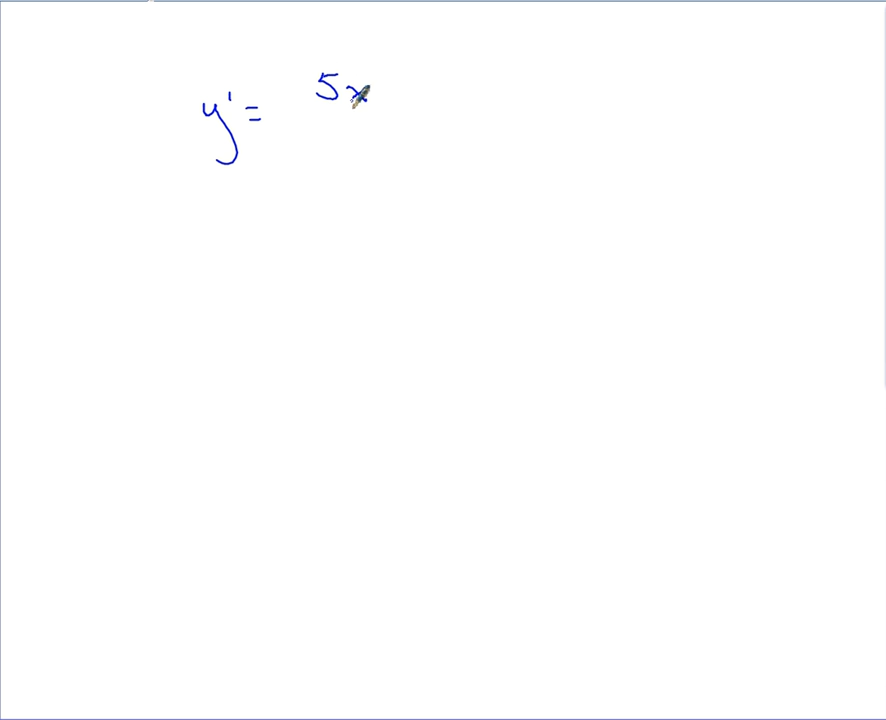 y' = 5x